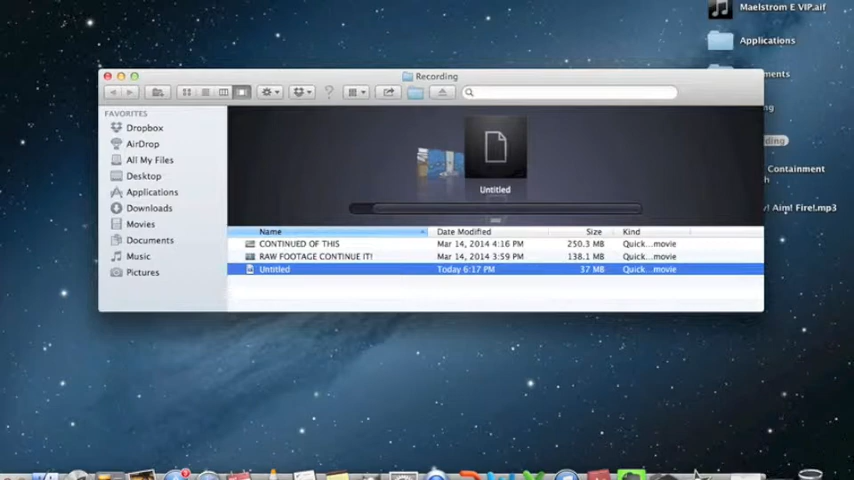 Maelstrom E VIP.aif
Applications
Recording
ments
ng
ding
Containment
h
y! Aim! Fire!.mp3
FAVORITES
Dropbox
AirDrop
All My Files
Desktop
Applications
Downloads
Movies
Documents
Music
Pictures
Untitled
Name Date Modified Size Kind
CONTINUED OF THIS Mar 14, 2014 4:16 PM 250.3 MB Quick...movie
RAW FOOTAGE CONTINUE IT! Mar 14, 2014 3:59 PM 138.1 MB Quick...movie
Untitled Today 6:17 PM 37 MB Quick...movie